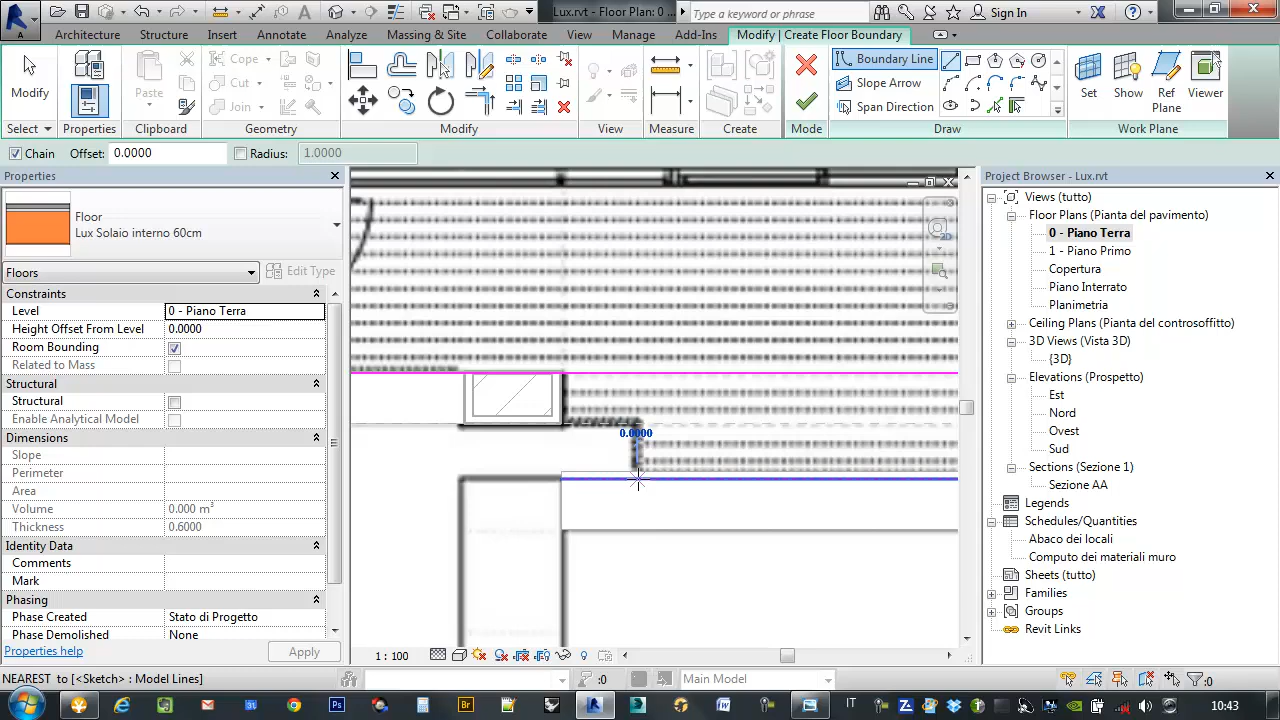 Lux.rvt - Floor Plan: 0 ...
Type a keyword or phrase
Sign In
A
Architecture
Structure
Insert
Annotate
Analyze
Massing & Site
Collaborate
View
Manage
Add-Ins
Modify | Create Floor Boundary
Modify
Paste
Cope
Cut
Join
Boundary Line
Slope Arrow
Span Direction
Set
Show
Ref
Plane
Viewer
Select
Properties
Clipboard
Geometry
Modify
View
Measure
Create
Mode
Draw
Work Plane
Chain
Offset:
0.0000
Radius:
1.0000
Properties
Floor
Lux Solaio interno 60cm
Floors
Edit Type
Constraints
Level
0 - Piano Terra
Height Offset From Level
0.0000
Room Bounding
Related to Mass
Structural
Structural
Enable Analytical Model
Dimensions
Slope
Perimeter
Area
Volume
0.000 m³
Thickness
0.6000
Identity Data
Comments
Mark
Phasing
Phase Created
Stato di Progetto
Phase Demolished
None
Properties help
Apply
2D
0.0000
1 : 100
Project Browser - Lux.rvt
Views (tutto)
Floor Plans (Pianta del pavimento)
0 - Piano Terra
1 - Piano Primo
Copertura
Piano Interrato
Planimetria
Ceiling Plans (Pianta del controsoffitto)
3D Views (Vista 3D)
{3D}
Elevations (Prospetto)
Est
Nord
Ovest
Sud
Sections (Sezione 1)
Sezione AA
Legends
Schedules/Quantities
Abaco dei locali
Computo dei materiali muro
Sheets (tutto)
Families
Groups
Revit Links
NEAREST to [<Sketch> : Model Lines]
:0
Main Model
:0
Ps
Br
IT
10:43